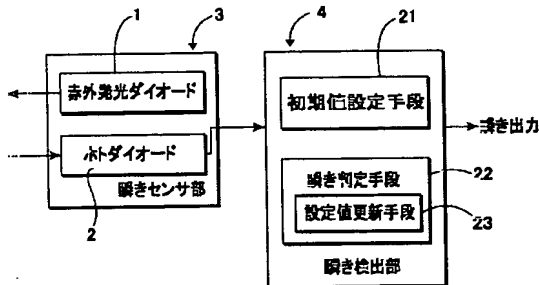 1
3
4
21
赤外発光ダイオード
初期値設定手段
瞬き出力
ホトダイオード
瞬きセンサ部
2
瞬き判定手段
22
設定値更新手段
23
瞬き検出部